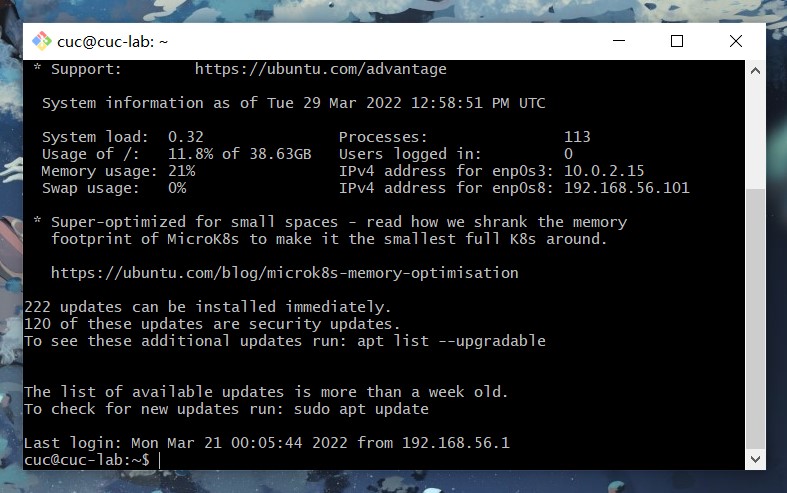 cuc@cuc-lab: ~
* Support:        https://ubuntu.com/advantage
System information as of Tue 29 Mar 2022 12:58:51 PM UTC
System load:  0.32               Processes:               113
Usage of /:   11.8% of 38.63GB   Users logged in:         0
Memory usage: 21%                IPv4 address for enp0s3: 10.0.2.15
Swap usage:   0%                 IPv4 address for enp0s8: 192.168.56.101
* Super-optimized for small spaces - read how we shrank the memory
footprint of MicroK8s to make it the smallest full K8s around.
https://ubuntu.com/blog/microk8s-memory-optimisation
222 updates can be installed immediately.
120 of these updates are security updates.
To see these additional updates run: apt list --upgradable
The list of available updates is more than a week old.
To check for new updates run: sudo apt update
Last login: Mon Mar 21 00:05:44 2022 from 192.168.56.1
cuc@cuc-lab:~$